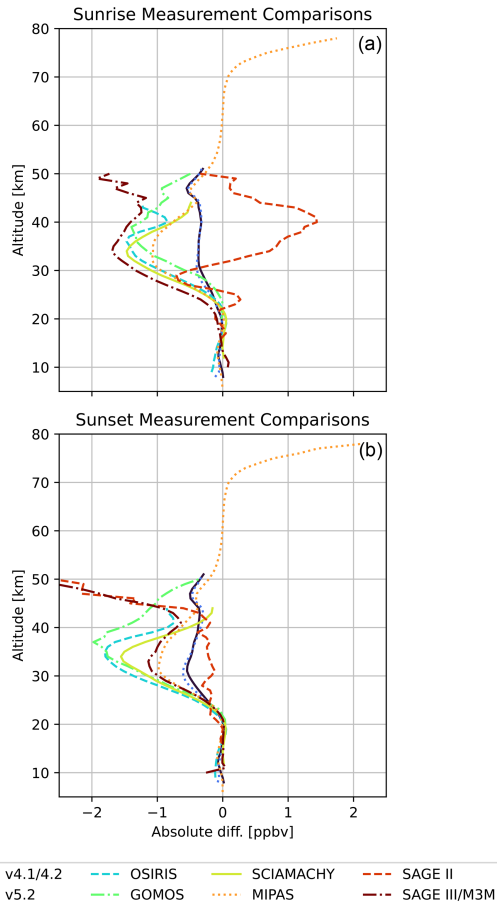 Sunrise Measurement Comparisons
(a)
80
70
60
50
40
30
20
10
Altitude [km]
Sunset Measurement Comparisons
(b)
80
70
60
50
40
30
20
10
Altitude [km]
−2 −1 0 1 2
Absolute diff. [ppbv]
v4.1/4.2 OSIRIS SCIAMACHY SAGE II
v5.2 GOMOS MIPAS SAGE III/M3M